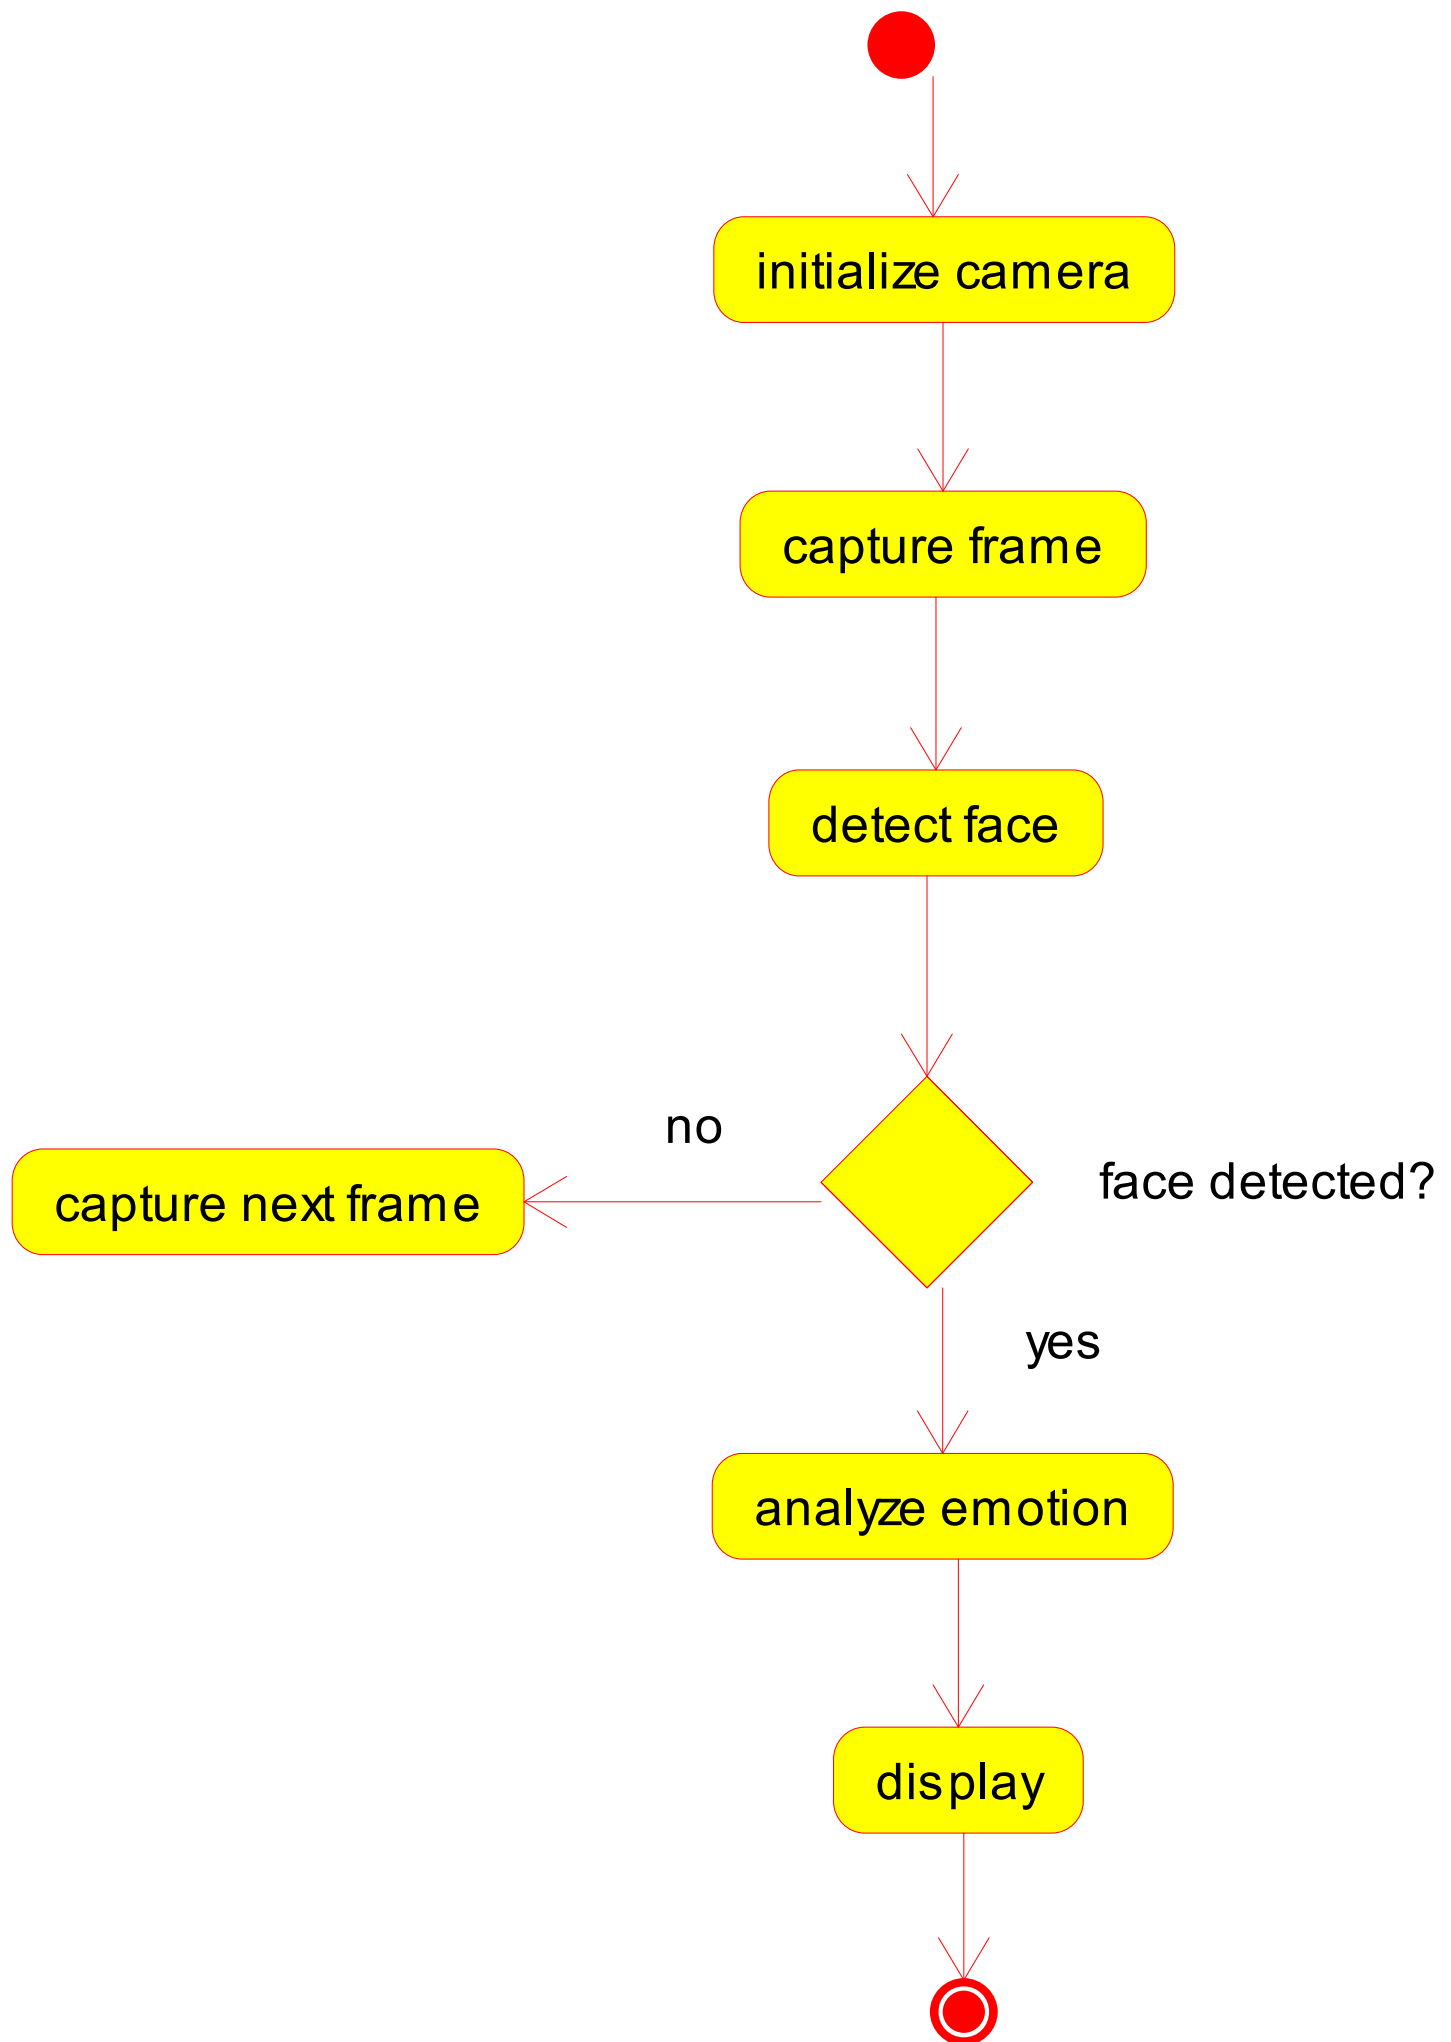 initialize camera
capture frame
detect face
no
face detected?
capture next frame
yes
analyze emotion
display